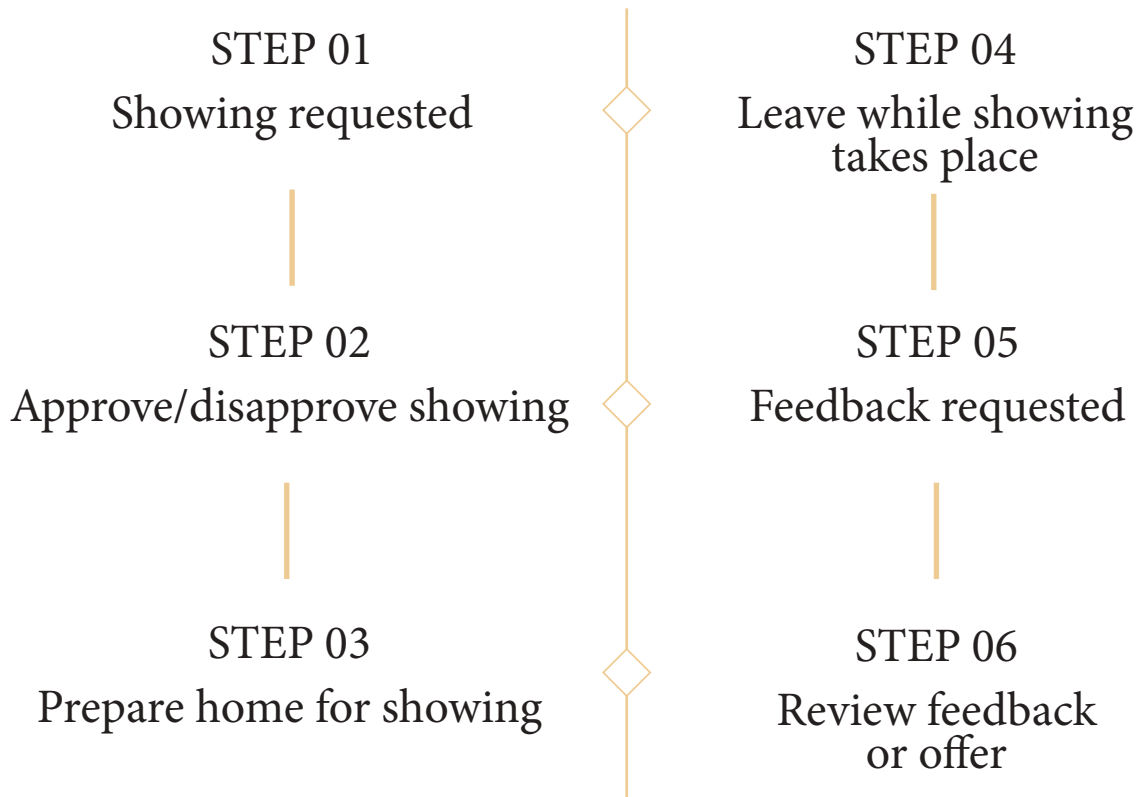 STEP 01
Showing requested
STEP 02
Approve/disapprove showing
STEP 03
Prepare home for showing
STEP 04
Leave while showing
takes place
STEP 05
Feedback requested
STEP 06
Review feedback
or offer